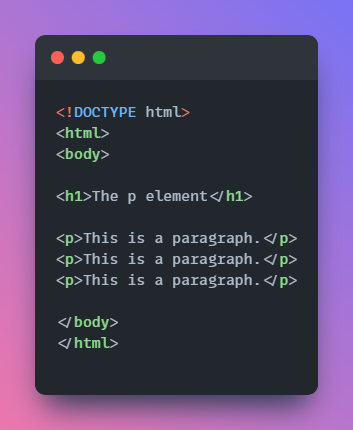 <!DOCTYPE html>
<html>
<body>
<h1>The p element</h1>
<p>This is a paragraph.</p>
<p>This is a paragraph.</p>
<p>This is a paragraph.</p>
</body>
</html>